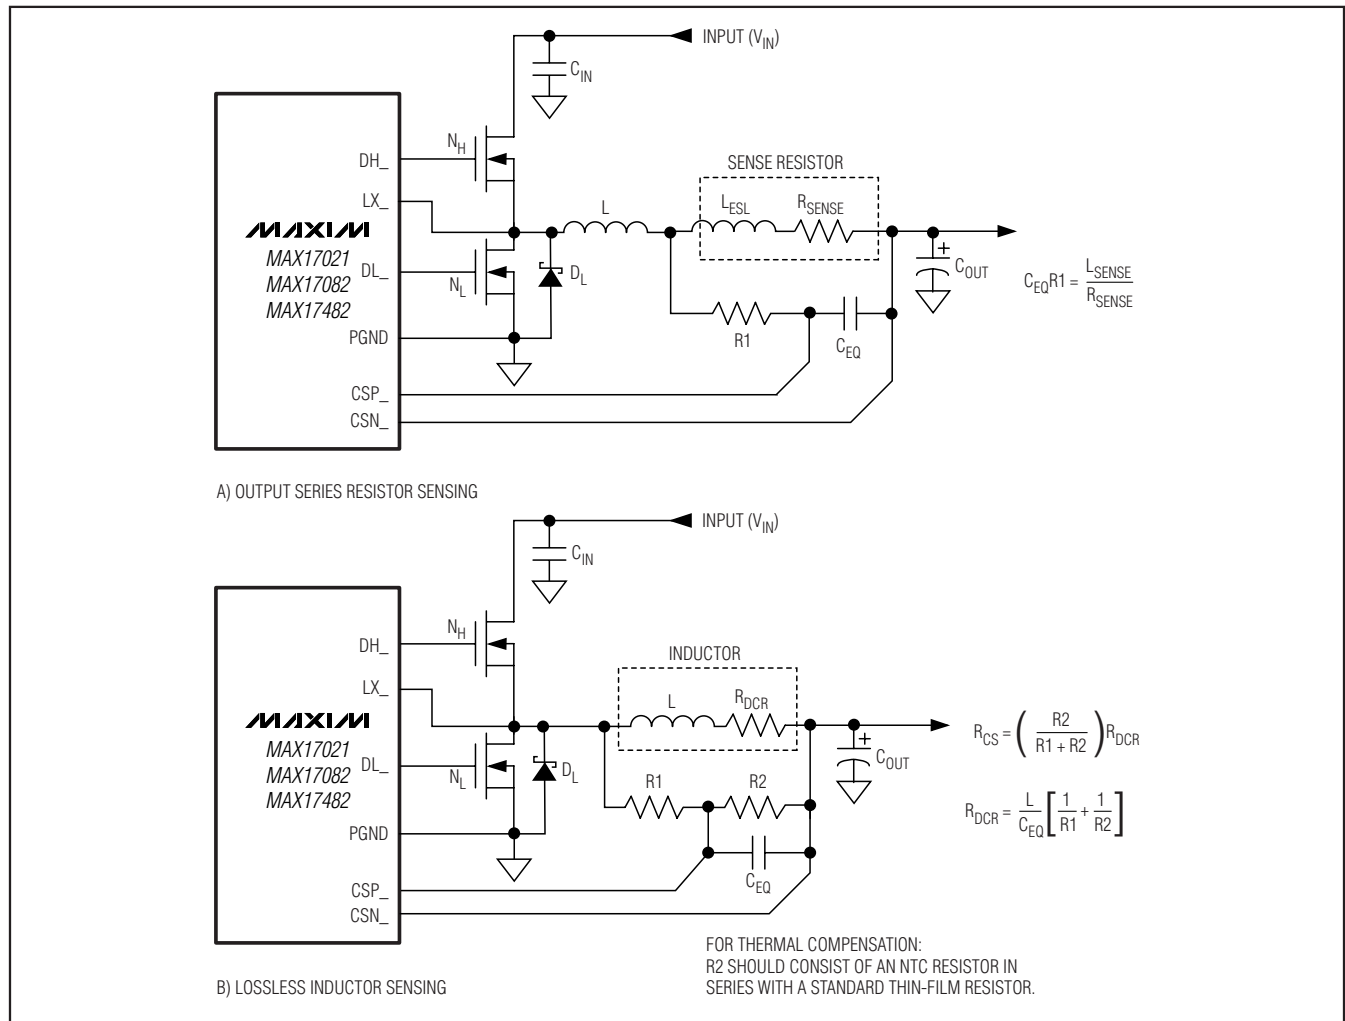 INPUT (VIN)
CIN
NH
DH_
LX_
MAXIM
MAX17021
MAX17082
MAX17482
DL_
NL
DL
PGND
CSP_
CSN_
L
SENSE RESISTOR
LESL
RSENSE
R1
CEQ
+
COUT
CEQR1 = LSENSE / RSENSE
A) OUTPUT SERIES RESISTOR SENSING
INPUT (VIN)
CIN
NH
DH_
LX_
MAXIM
MAX17021
MAX17082
MAX17482
DL_
NL
DL
PGND
CSP_
CSN_
INDUCTOR
L
RDCR
R1
R2
CEQ
+
COUT
RCS = ( R2 / R1 + R2 ) RDCR
RDCR = L / CEQ [ 1 / R1 + 1 / R2 ]
FOR THERMAL COMPENSATION:
R2 SHOULD CONSIST OF AN NTC RESISTOR IN
SERIES WITH A STANDARD THIN-FILM RESISTOR.
B) LOSSLESS INDUCTOR SENSING